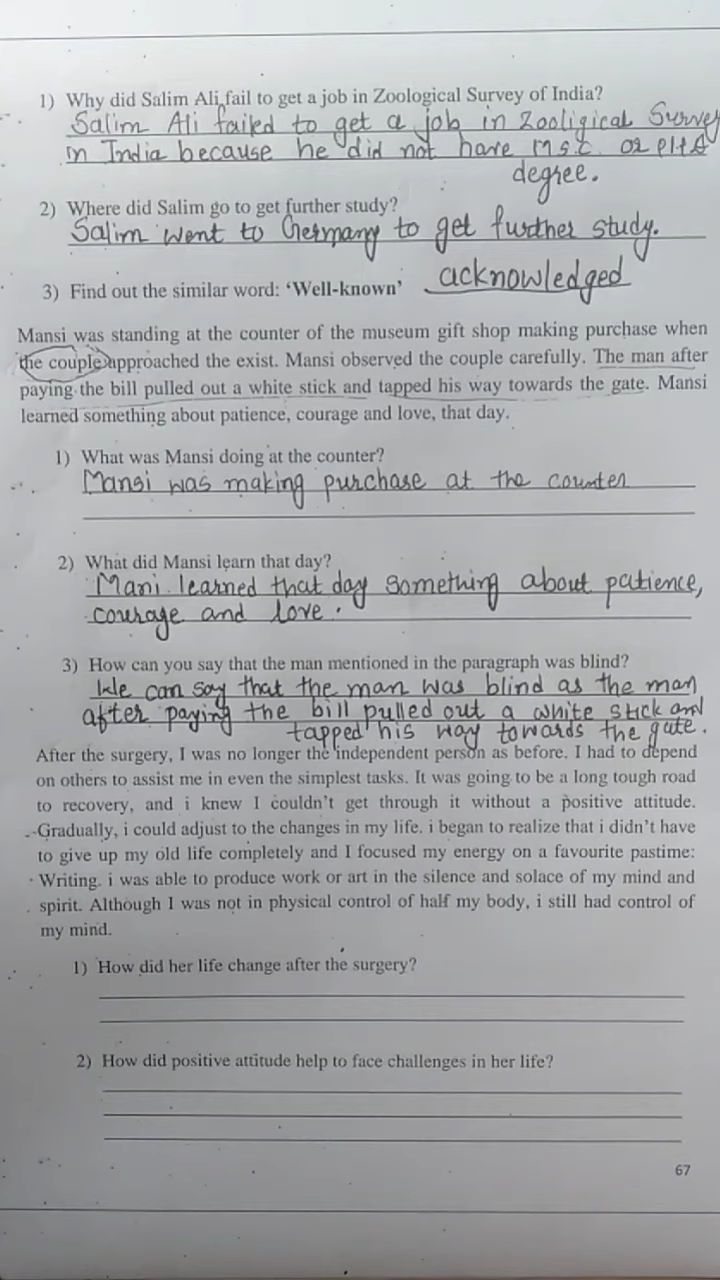 1) Why did Salim Ali fail to get a job in Zoological Survey of India?
Salim Ali failed to get a job in Zooligical Survey
in India because he did not have M.s.c. or PHD
degree.
2) Where did Salim go to get further study?
Salim went to Germany to get further study.
3) Find out the similar word: ‘Well-known’ acknowledged
Mansi was standing at the counter of the museum gift shop making purchase when
the couple approached the exist. Mansi observed the couple carefully. The man after
paying the bill pulled out a white stick and tapped his way towards the gate. Mansi
learned something about patience, courage and love, that day.
1) What was Mansi doing at the counter?
Mansi was making purchase at the counter
2) What did Mansi learn that day?
Mani learned that day something about patience,
courage and love.
3) How can you say that the man mentioned in the paragraph was blind?
We can say that the man was blind as the man
after paying the bill pulled out a white stick and
tapped his way towards the gate.
After the surgery, I was no longer the independent person as before. I had to depend
on others to assist me in even the simplest tasks. It was going to be a long tough road
to recovery, and i knew I couldn’t get through it without a positive attitude.
Gradually, i could adjust to the changes in my life. i began to realize that i didn’t have
to give up my old life completely and I focused my energy on a favourite pastime:
Writing. i was able to produce work or art in the silence and solace of my mind and
spirit. Although I was not in physical control of half my body, i still had control of
my mind.
1) How did her life change after the surgery?
2) How did positive attitude help to face challenges in her life?
67